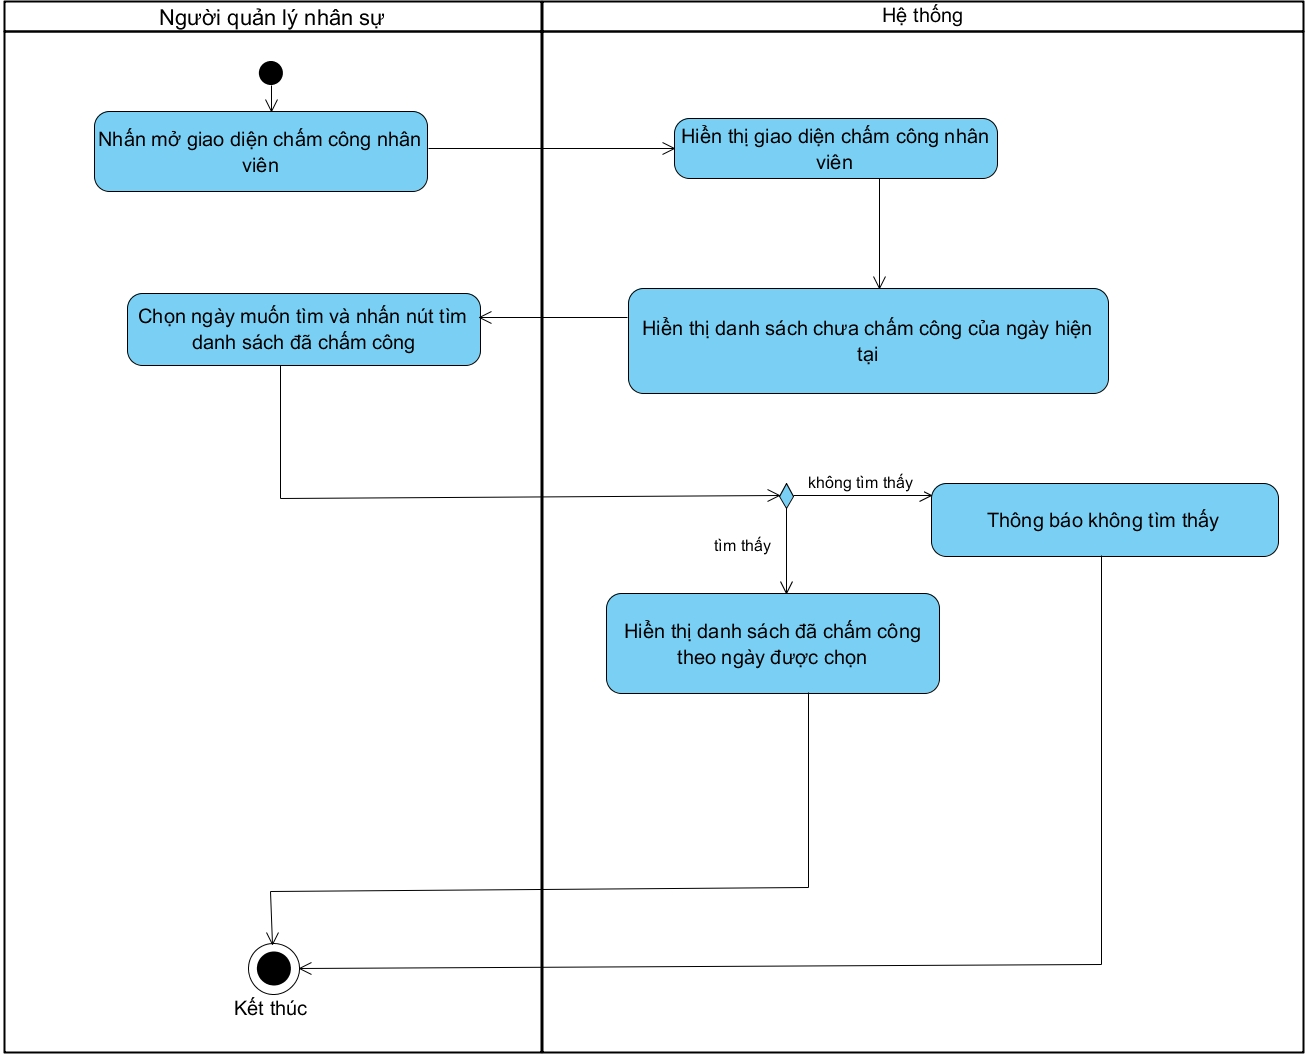 Người quản lý nhân sự
Hệ thống
Nhấn mở giao diện chấm công nhân
viên
Hiển thị giao diện chấm công nhân
viên
Chọn ngày muốn tìm và nhấn nút tìm
danh sách đã chấm công
Hiển thị danh sách chưa chấm công của ngày hiện
tại
không tìm thấy
Thông báo không tìm thấy
tìm thấy
Hiển thị danh sách đã chấm công
theo ngày được chọn
Kết thúc